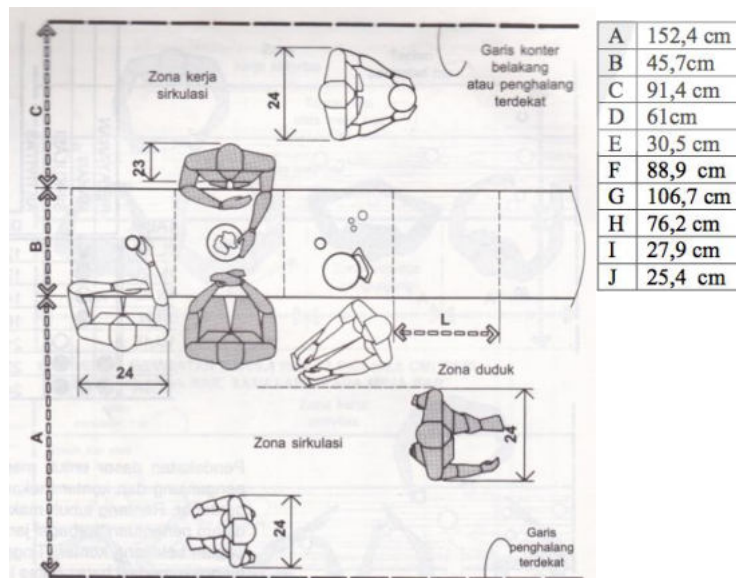 Garis konter
belakang
atau penghalang
terdekat
Zona kerja
sirkulasi
24
C
23
B
L
24
Zona duduk
24
Zona sirkulasi
A
24
Garis
penghalang
terdekat
A 152,4 cm
B 45,7cm
C 91,4 cm
D 61cm
E 30,5 cm
F 88,9 cm
G 106,7 cm
H 76,2 cm
I 27,9 cm
J 25,4 cm